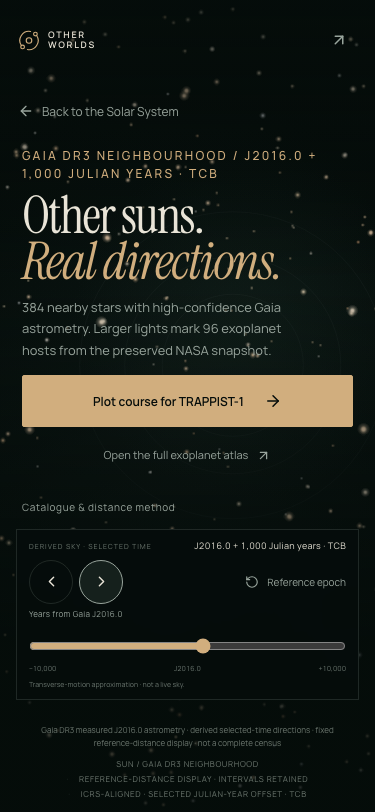 OTHER
WORLDS
Back to the Solar System
GAIA DR3 NEIGHBOURHOOD / J2016.0 +
1,000 JULIAN YEARS · TCB
Other suns.
Real directions.
384 nearby stars with high-confidence Gaia
astrometry. Larger lights mark 96 exoplanet
hosts from the preserved NASA snapshot.
Plot course for TRAPPIST-1
Open the full exoplanet atlas
Catalogue & distance method
DERIVED SKY · SELECTED TIME
J2016.0 + 1,000 Julian years · TCB
Reference epoch
Years from Gaia J2016.0
−10,000 J2016.0 +10,000
Transverse-motion approximation · not a live sky.
Gaia DR3 measured J2016.0 astrometry · derived selected-time directions · fixed
reference-distance display · not a complete census
SUN / GAIA DR3 NEIGHBOURHOOD
REFERENCE-DISTANCE DISPLAY · INTERVALS RETAINED
ICRS-ALIGNED · SELECTED JULIAN-YEAR OFFSET · TCB